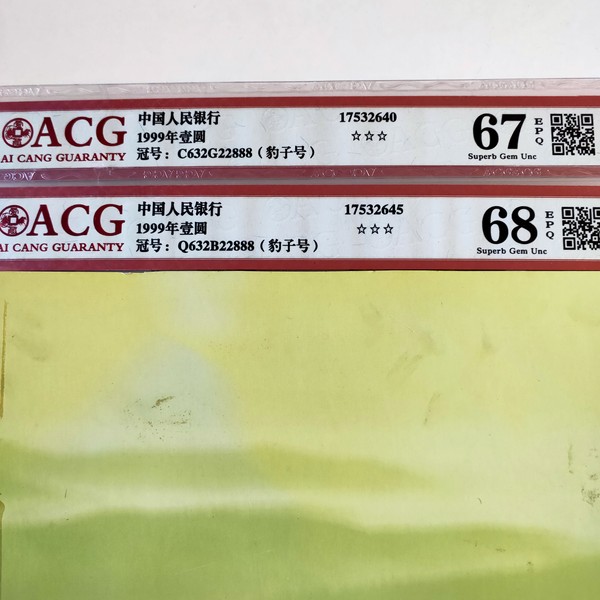 ACG
AI CANG GUARANTY
中国人民银行
1999年壹圆
冠号：C632G22888（豹子号）
17532640
☆☆☆
67
EPQ
Superb Gem Unc
ACG
AI CANG GUARANTY
中国人民银行
1999年壹圆
冠号：Q632B22888（豹子号）
17532645
☆☆☆
68
EPQ
Superb Gem Unc